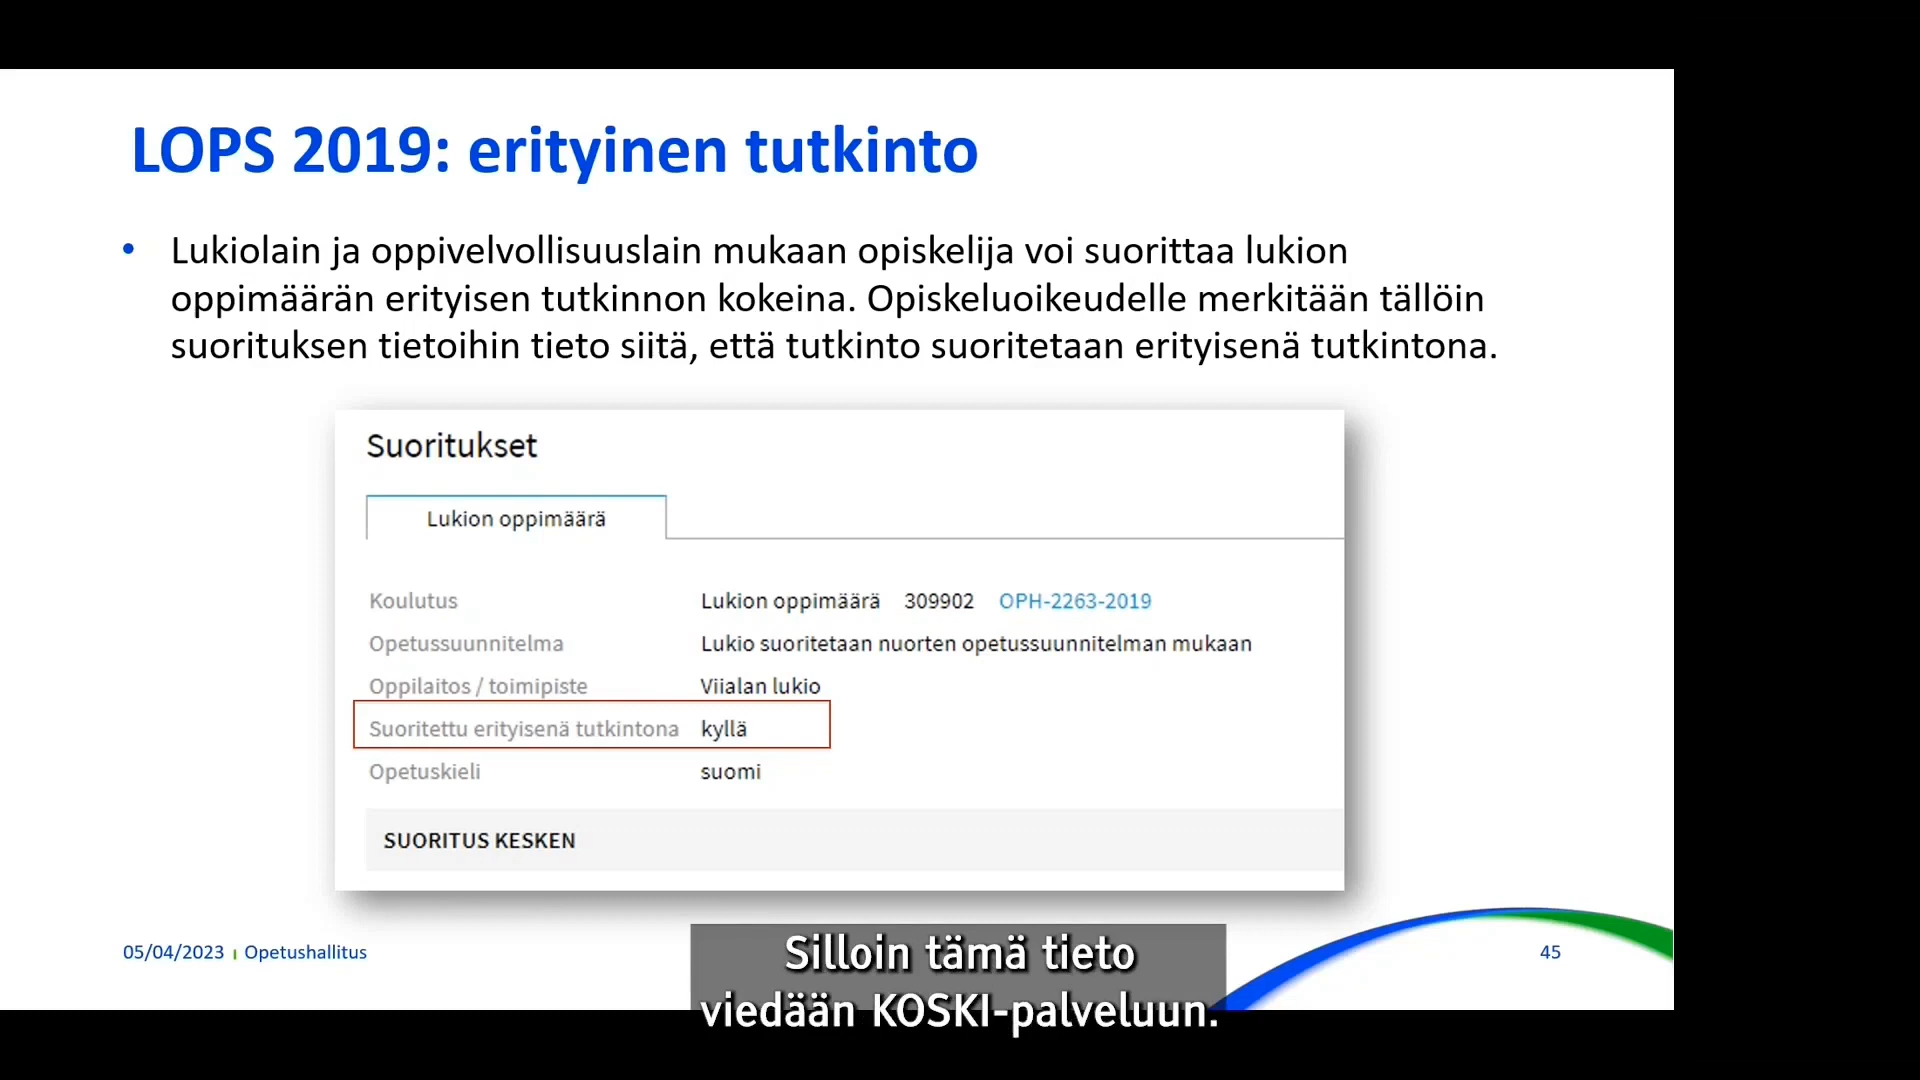 LOPS 2019: erityinen tutkinto
• Lukiolain ja oppivelvollisuuslain mukaan opiskelija voi suorittaa lukion
oppimäärän erityisen tutkinnon kokeina. Opiskeluoikeudelle merkitään tällöin
suorituksen tietoihin tieto siitä, että tutkinto suoritetaan erityisenä tutkintona.
Suoritukset
Lukion oppimäärä
Koulutus Lukion oppimäärä 309902 OPH-2263-2019
Opetussuunnitelma Lukio suoritetaan nuorten opetussuunnitelman mukaan
Oppilaitos / toimipiste Viialan lukio
Suoritettu erityisenä tutkintona kyllä
Opetuskieli suomi
SUORITUS KESKEN
05/04/2023 Opetushallitus 45
Silloin tämä tieto
viedään KOSKI-palveluun.